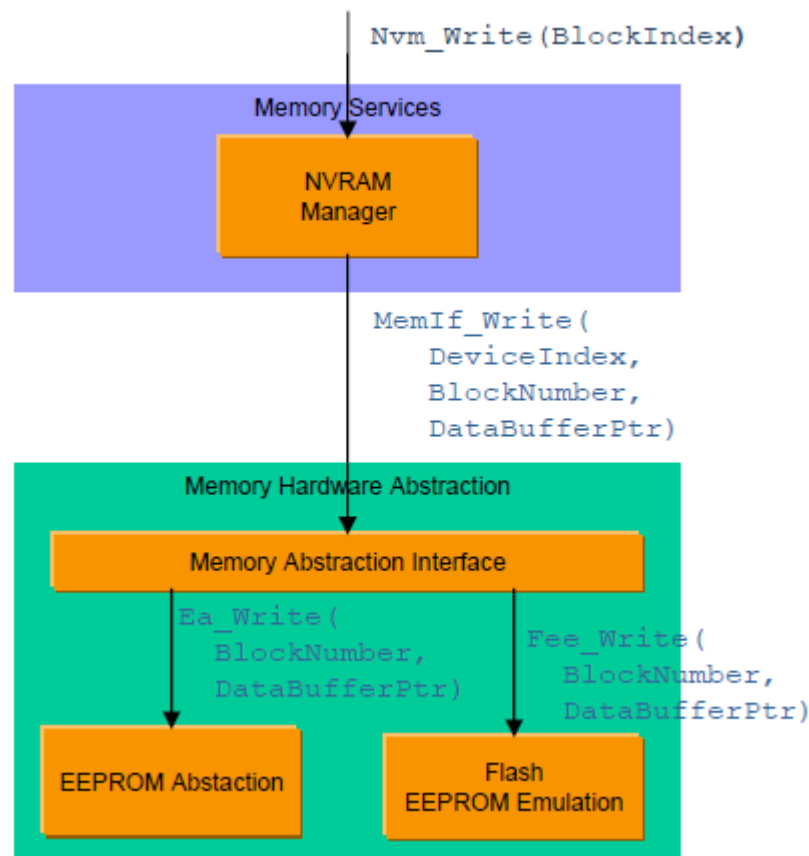 Nvm_Write(BlockIndex)
Memory Services
NVRAM
Manager
MemIf_Write(
DeviceIndex,
BlockNumber,
DataBufferPtr)
Memory Hardware Abstraction
Memory Abstraction Interface
Ea_Write(
BlockNumber,
DataBufferPtr)
Fee_Write(
BlockNumber,
DataBufferPtr)
EEPROM Abstaction
Flash
EEPROM Emulation